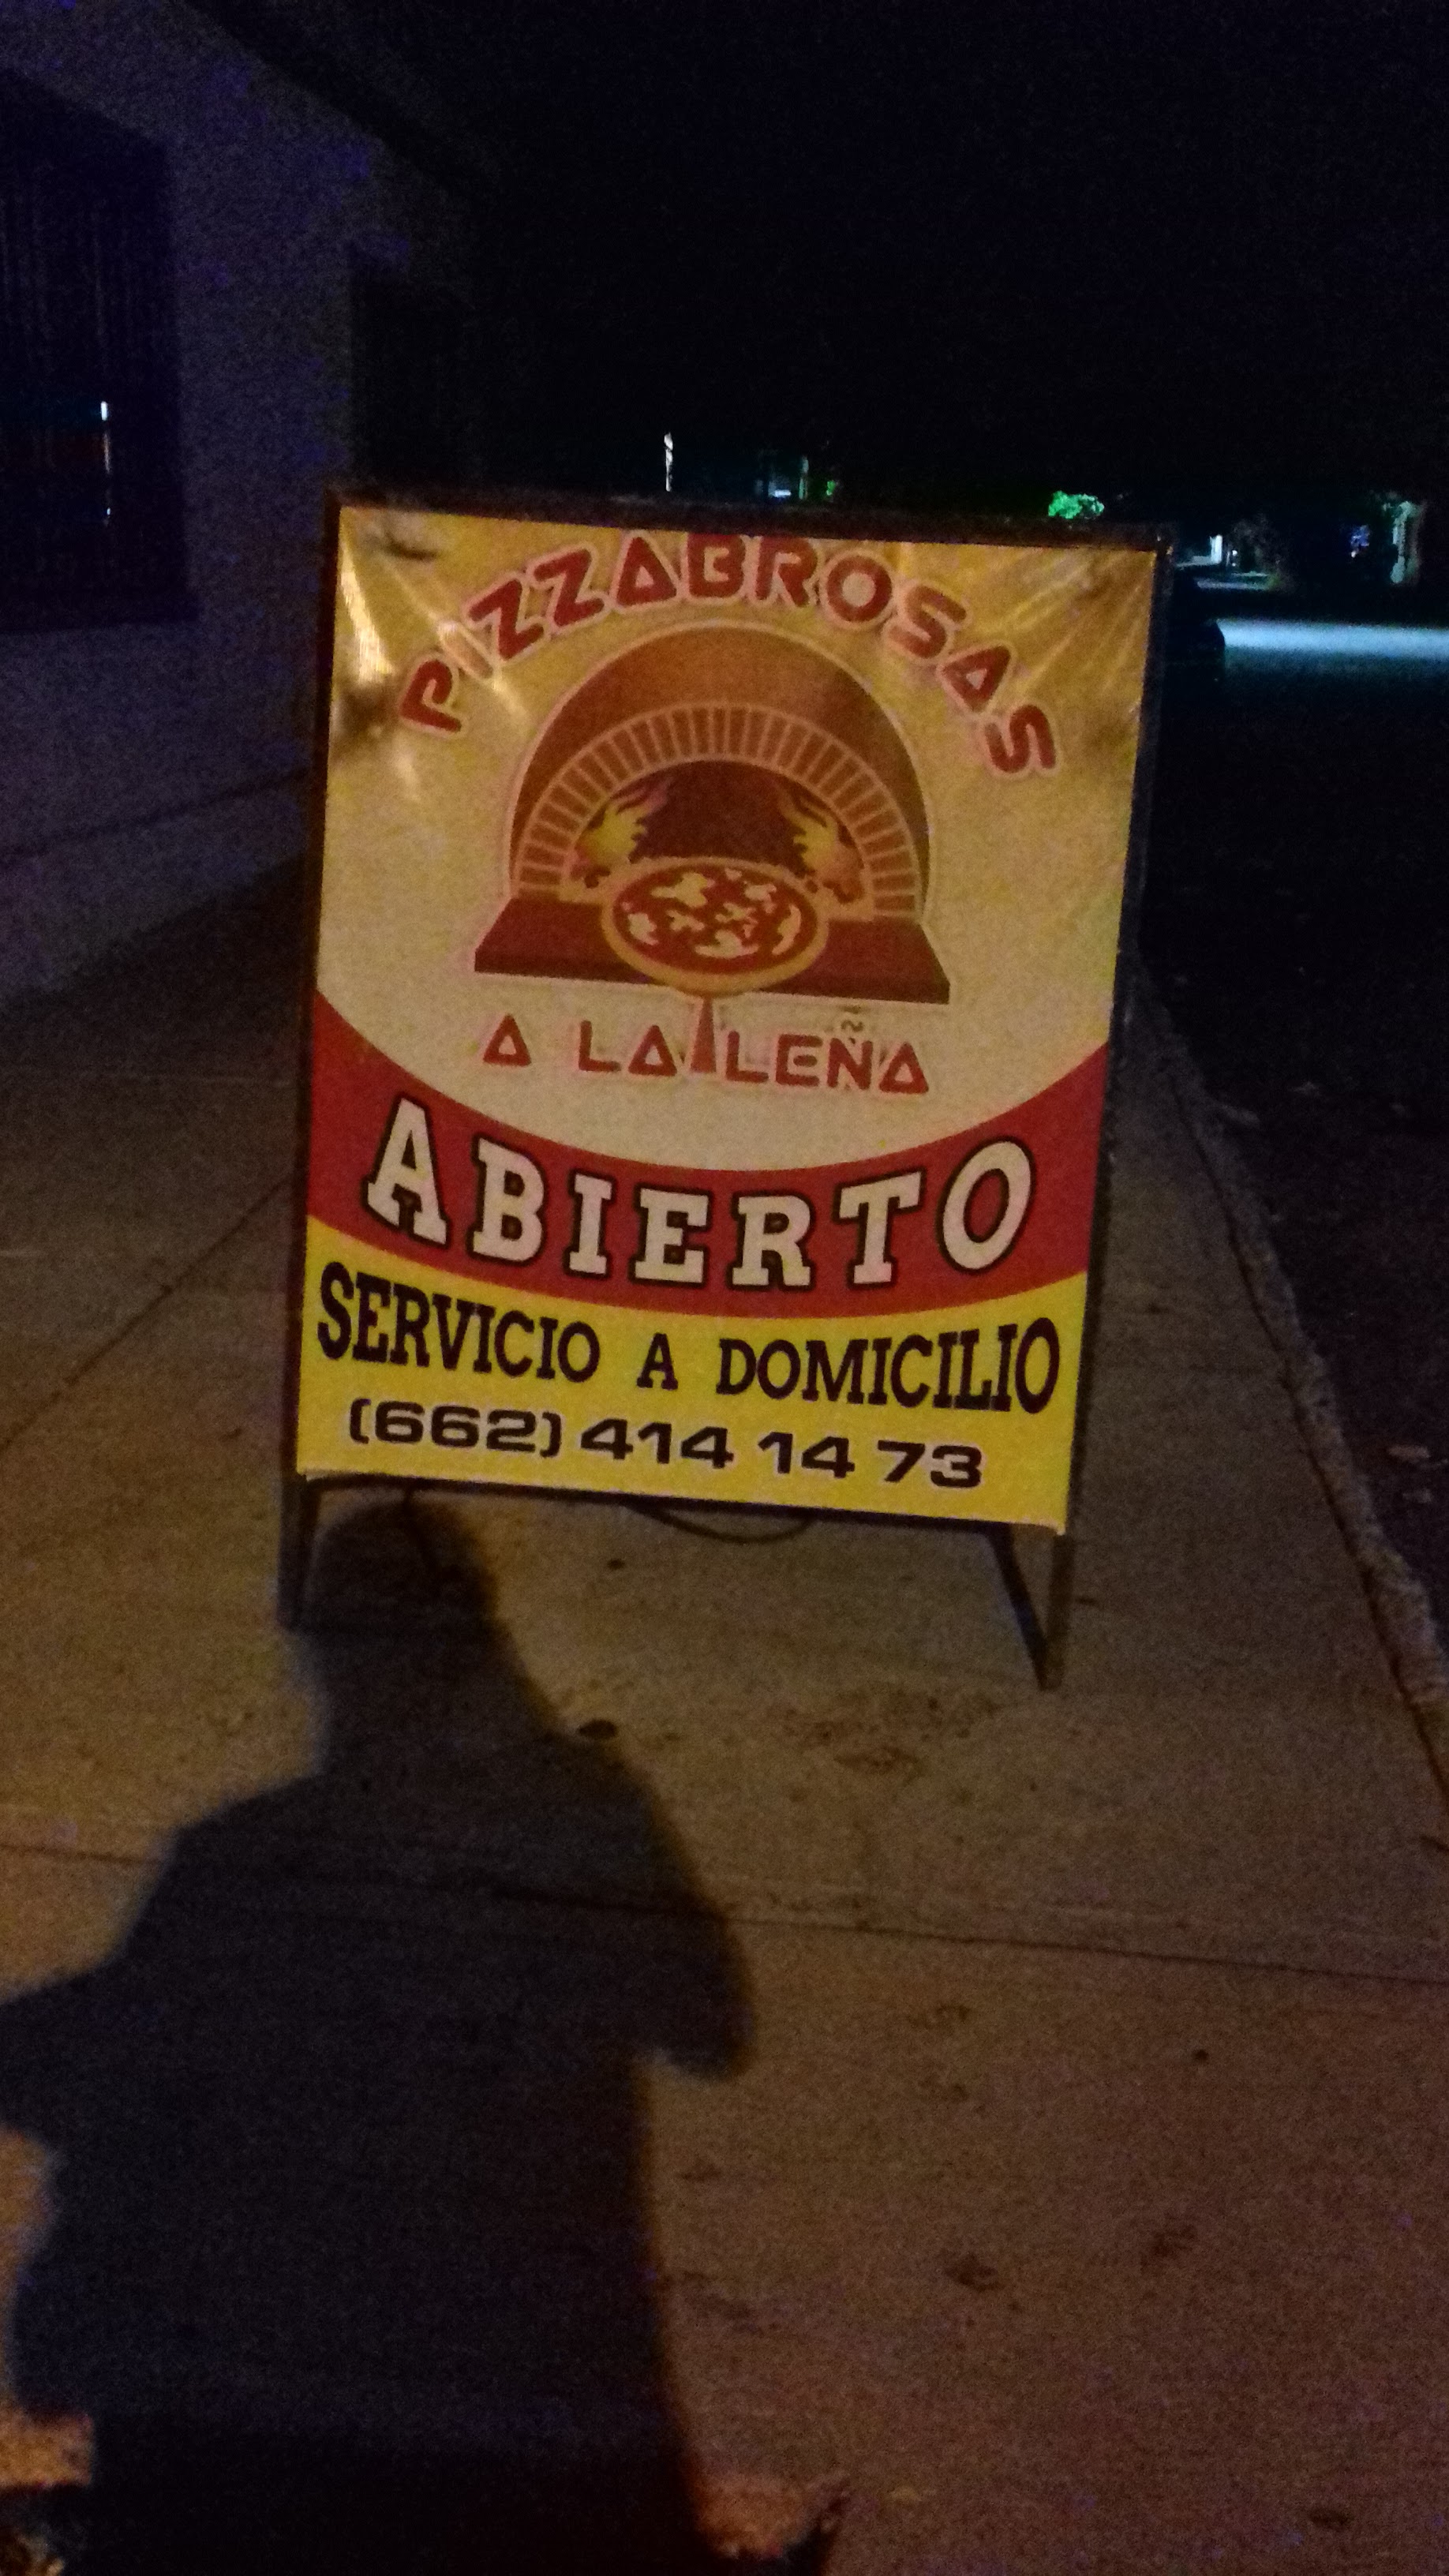 PIZZABROSAS
A LA LEÑA
ABIERTO
SERVICIO A DOMICILIO
(662) 414 14 73